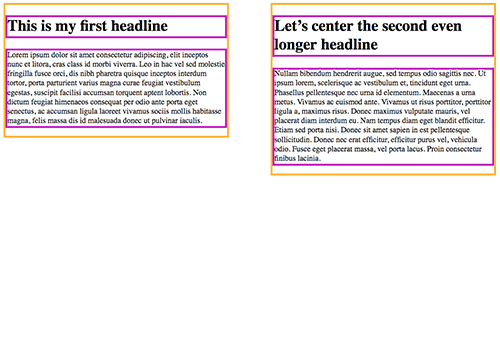 This is my first headline
Lorem ipsum dolor sit amet consectetur adipiscing, elit inceptos
nunc et litora, cras class id morbi viverra. Leo in hac vel sed molestie
fringilla fusce orci, dis nibh pharetra quisque inceptos interdum
tortor, porta parturient varius magna curae feugiat vestibulum
egestas, suscipit facilisi accumsan torquent aptent lobortis. Non
dictum feugiat himenaeos consequat per odio ante porta eget
senectus, ac accumsan ligula laoreet vivamus sociis mollis habitasse
magna, felis massa dis id malesuada donec ut pulvinar iaculis.
Let’s center the second even
longer headline
Nullam bibendum hendrerit augue, sed tempus odio sagittis nec. Ut
ipsum lorem, scelerisque ac vestibulum et, tincidunt eget urna.
Phasellus pellentesque nec urna id elementum. Maecenas a urna
metus. Vivamus ac euismod ante. Vivamus ut risus porttitor, porttitor
ligula a, maximus risus. Donec maximus vulputate mauris, vel
placerat diam interdum eu. Nam tempus diam eget blandit efficitur.
Etiam sed porta nisi. Donec sit amet sapien in est pellentesque
sollicitudin. Donec nec erat efficitur, efficitur purus vel, vehicula
odio. Fusce eget placerat massa, vel porta lacus. Proin consectetur
finibus lacinia.